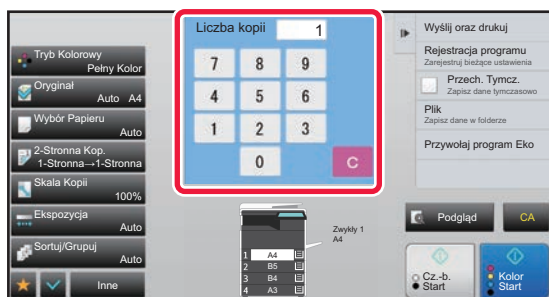 Tryb Kolorowy
Pełny Kolor
Oryginał
Auto A4
Wybór Papieru
Auto
2-Stronna Kop.
1-Stronna→1-Stronna
Skala Kopii
100%
Ekspozycja
Auto
Sortuj/Grupuj
Auto
Inne
Liczba kopii 1
7 8 9
4 5 6
1 2 3
0 C
Zwykły 1
A4
1 A4
2 B5
3 B4
4 A3
Wyślij oraz drukuj
Rejestracja programu
Zarejestruj bieżące ustawienia
Przech. Tymcz.
Zapisz dane tymczasowo
Plik
Zapisz dane w folderze
Przywołaj program Eko
Podgląd
CA
Cz.-b.
Start
Kolor
Start